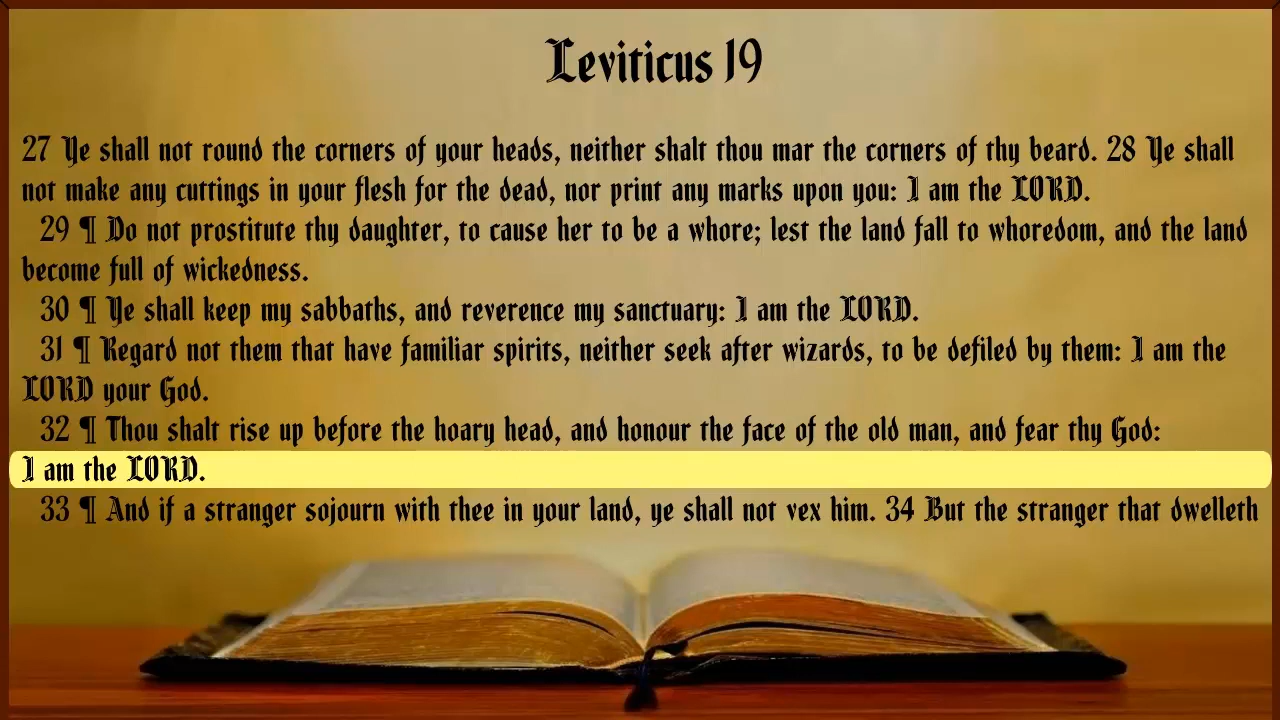 Leviticus 19
27 Ye shall not round the corners of your heads, neither shalt thou mar the corners of thy beard. 28 Ye shall
not make any cuttings in your flesh for the dead, nor print any marks upon you: I am the LORD.
29 ¶ Do not prostitute thy daughter, to cause her to be a whore; lest the land fall to whoredom, and the land
become full of wickedness.
30 ¶ Ye shall keep my sabbaths, and reverence my sanctuary: I am the LORD.
31 ¶ Regard not them that have familiar spirits, neither seek after wizards, to be defiled by them: I am the
LORD your God.
32 ¶ Thou shalt rise up before the hoary head, and honour the face of the old man, and fear thy God:
I am the LORD.
33 ¶ And if a stranger sojourn with thee in your land, ye shall not vex him. 34 But the stranger that dwelleth